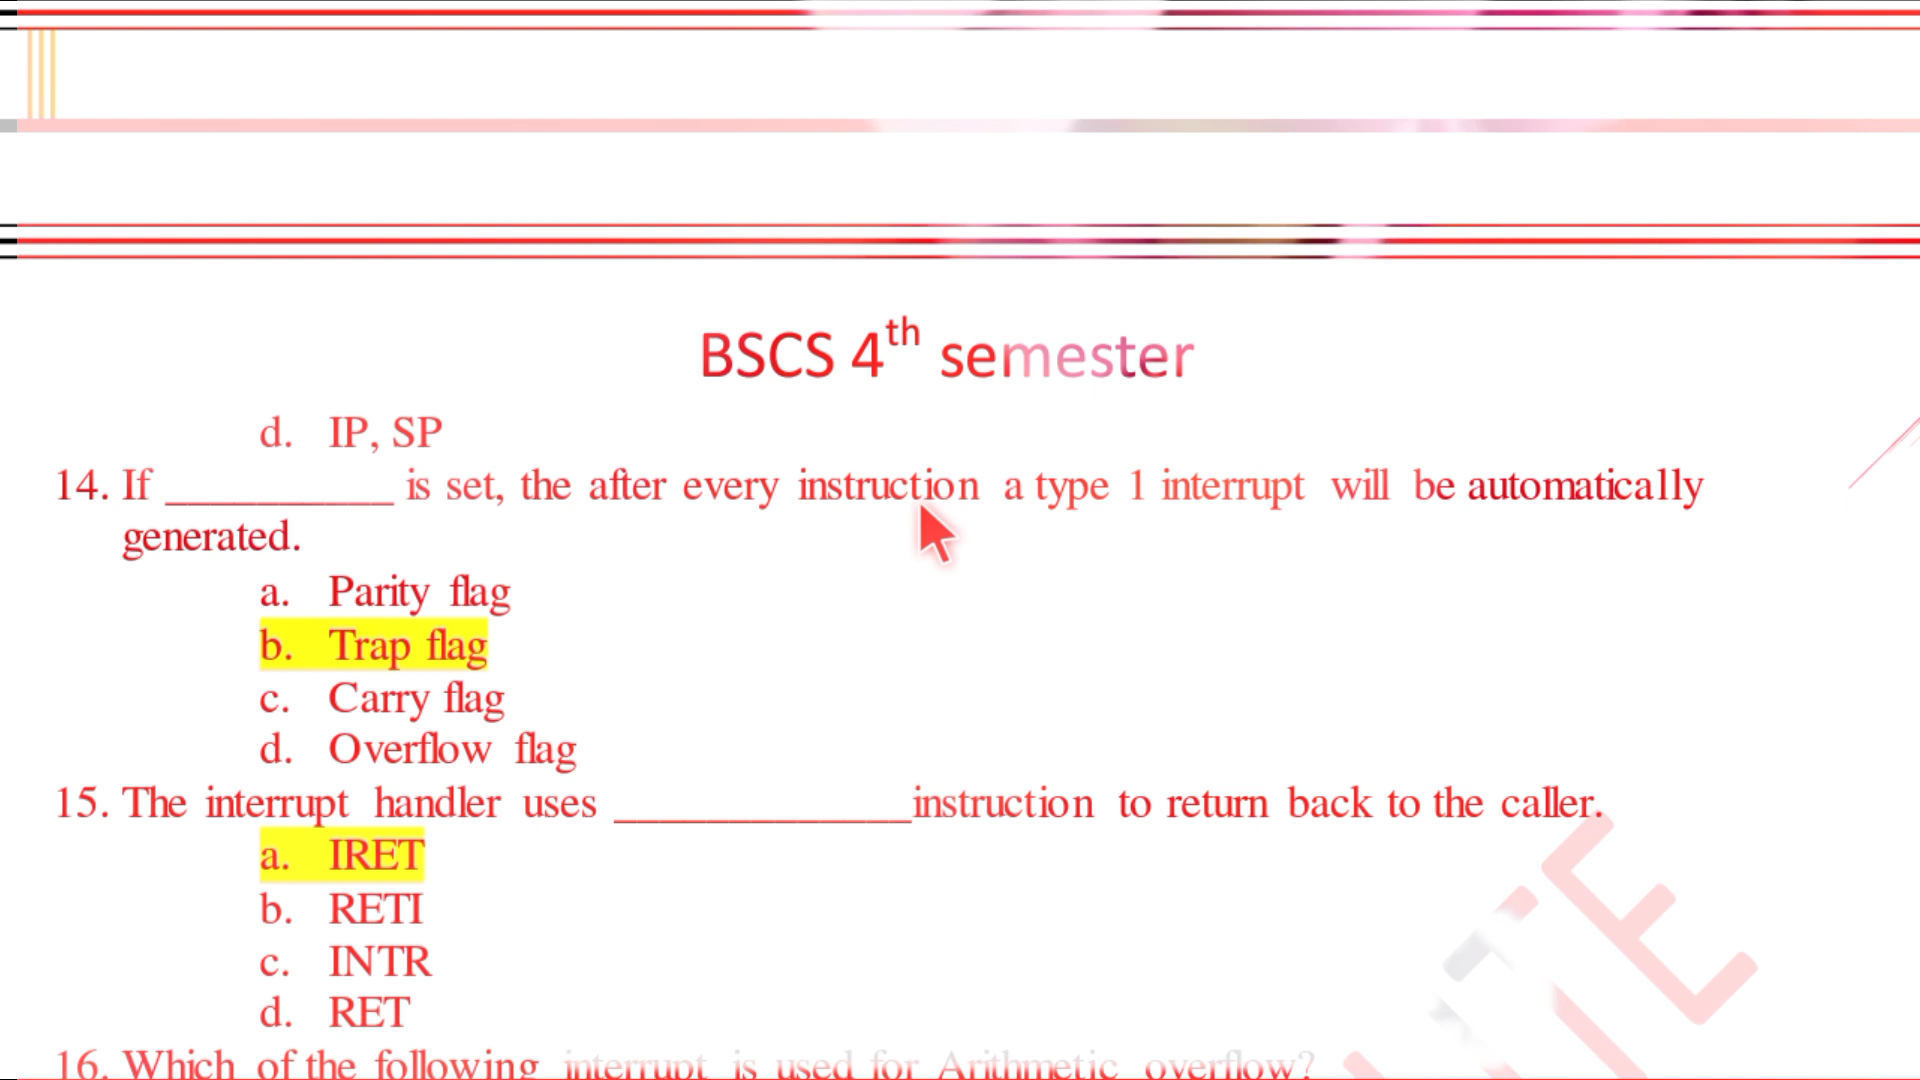 BSCS 4th semester
d. IP, SP
14. If __________ is set, the after every instruction a type 1 interrupt will be automatically
generated.
a. Parity flag
b. Trap flag
c. Carry flag
d. Overflow flag
15. The interrupt handler uses _____________instruction to return back to the caller.
a. IRET
b. RETI
c. INTR
d. RET
16. Which of the following interrupt is used for Arithmetic overflow?